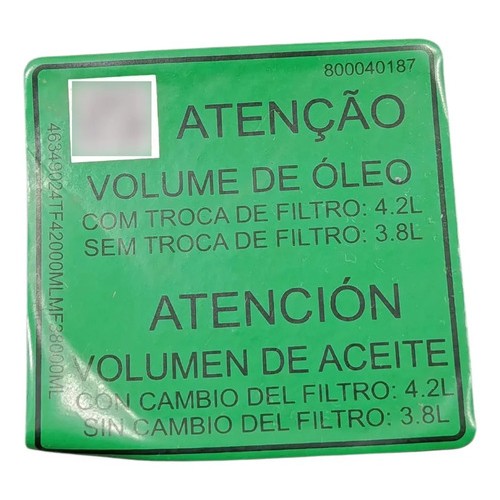 800040187
ATENÇÃO
VOLUME DE ÓLEO
COM TROCA DE FILTRO: 4.2L
SEM TROCA DE FILTRO: 3.8L
ATENCIÓN
VOLUMEN DE ACEITE
CON CAMBIO DEL FILTRO: 4.2L
SIN CAMBIO DEL FILTRO: 3.8L